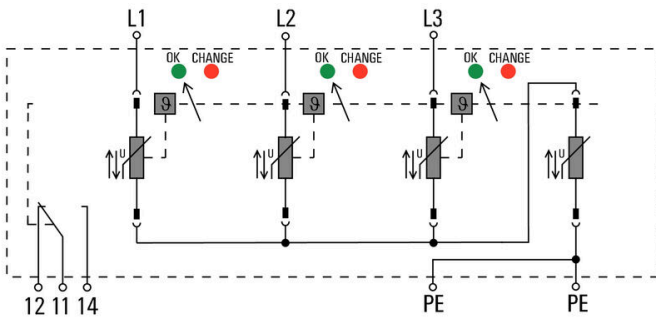 L1 L2 L3
OK CHANGE OK CHANGE OK CHANGE
ϑ ϑ ϑ
U U U U
12 11 14 PE PE